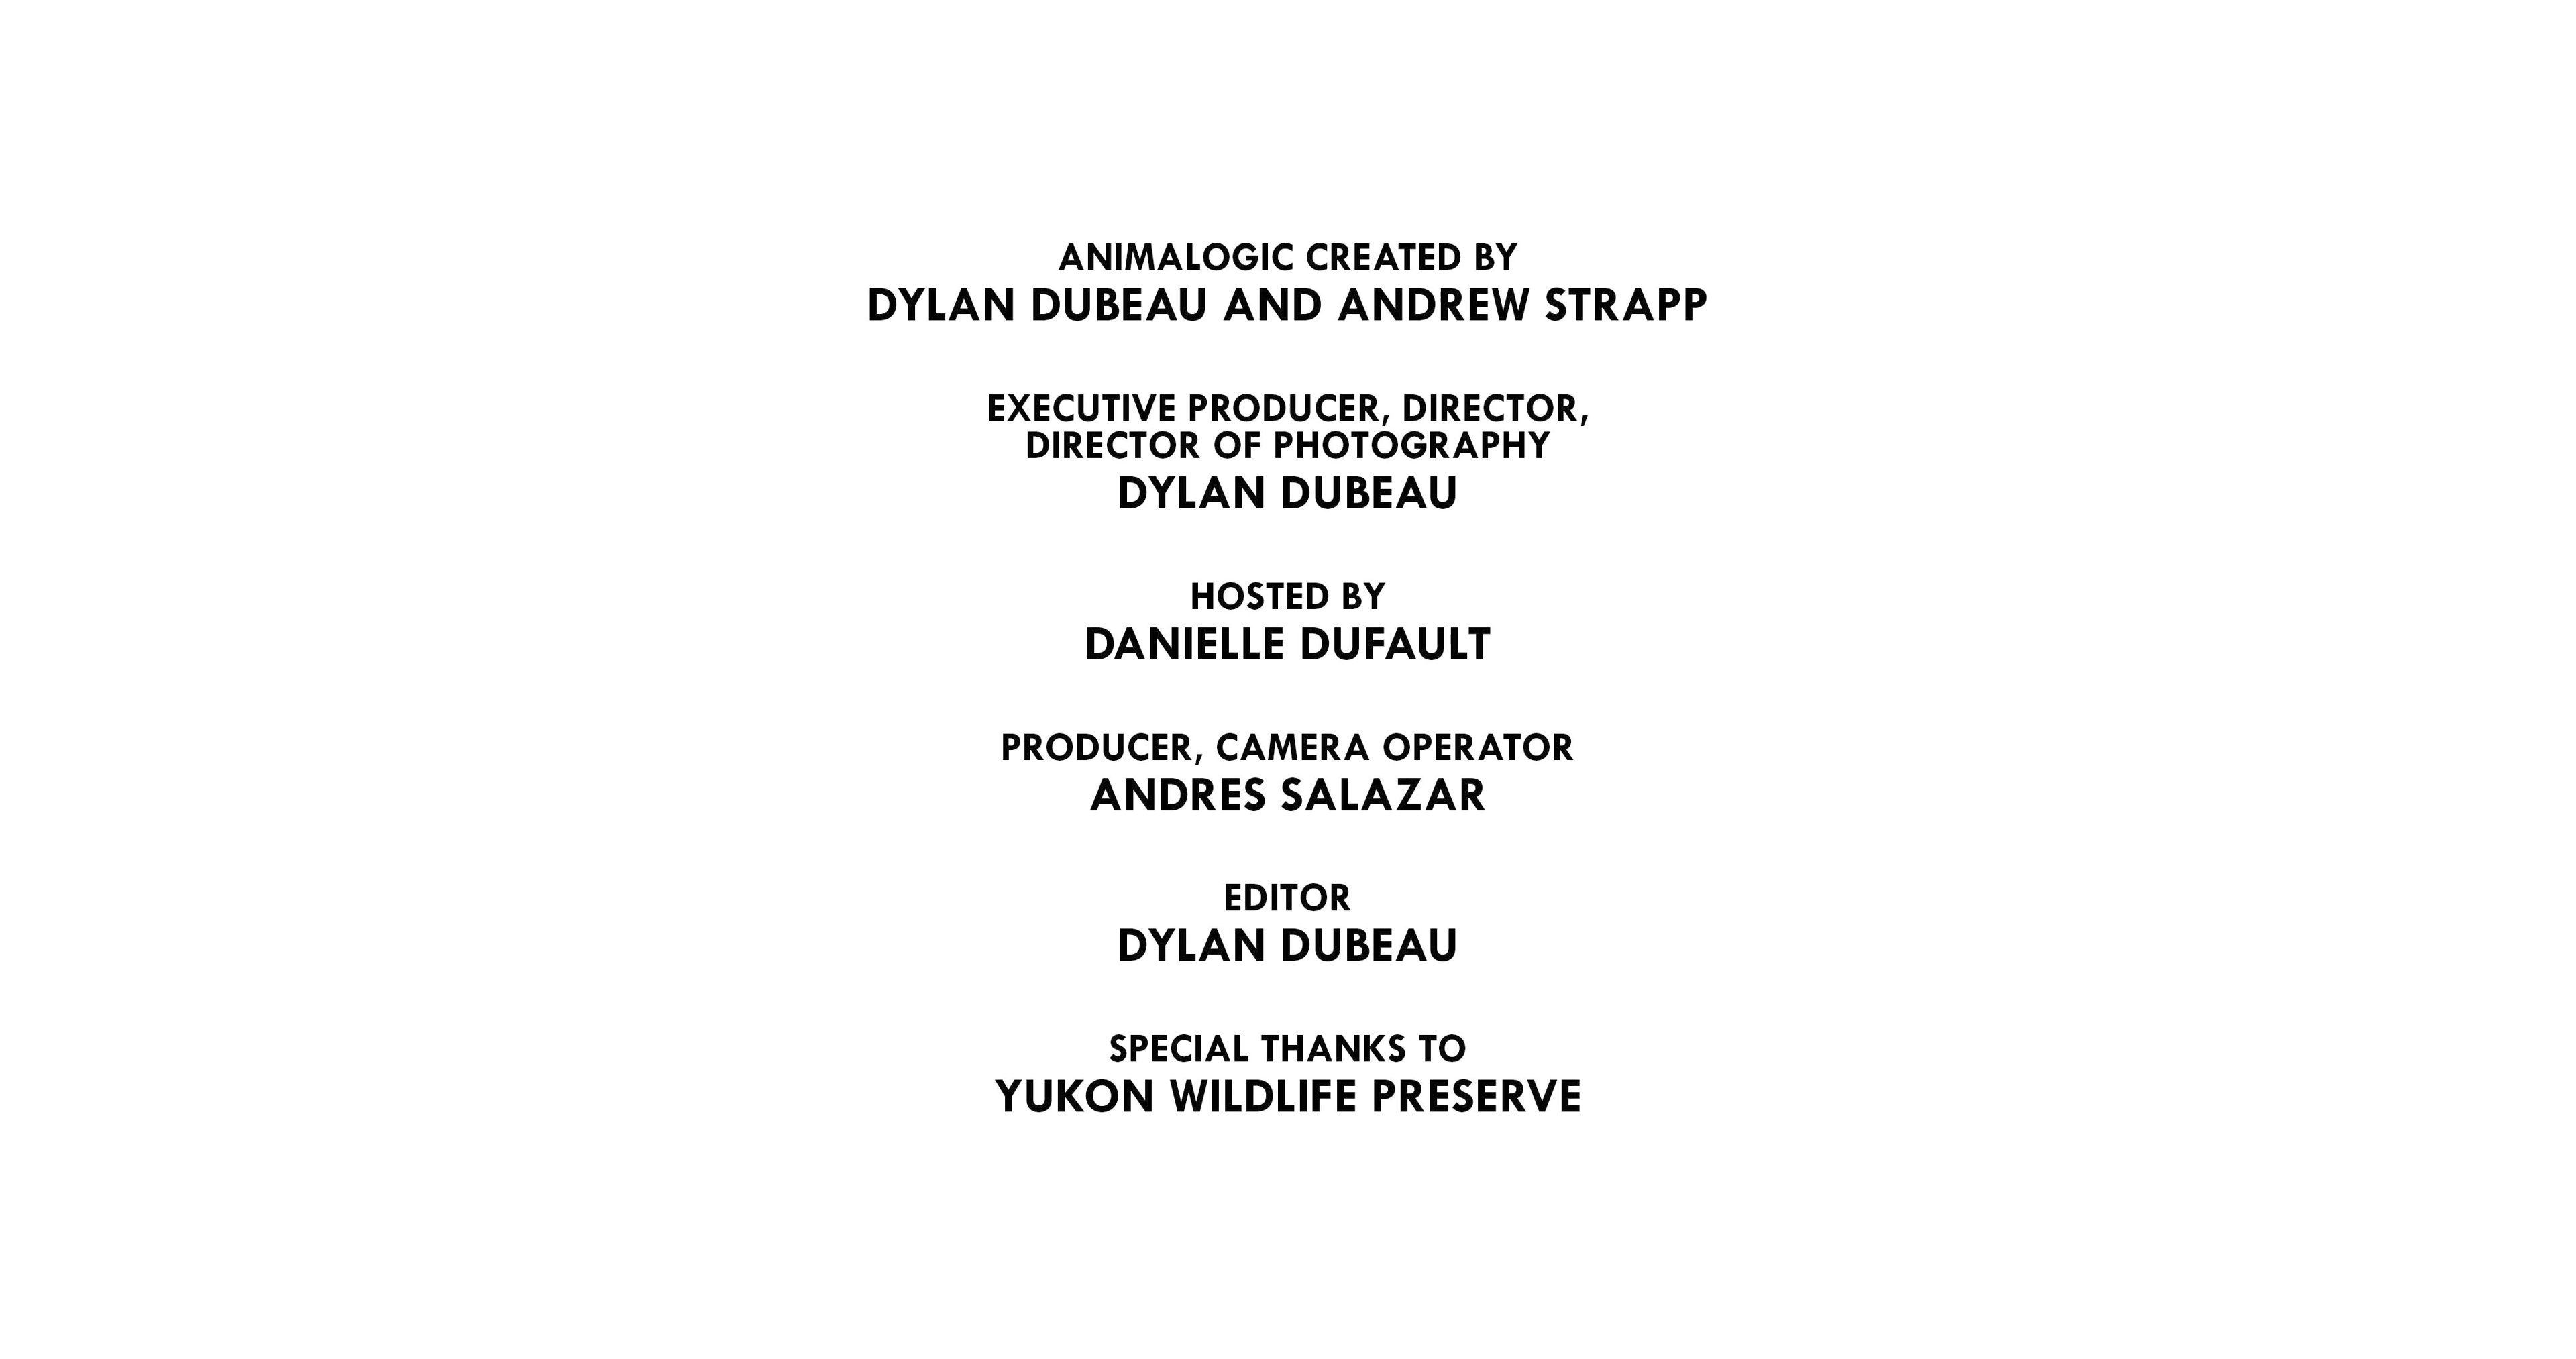 ANIMALOGIC CREATED BY
DYLAN DUBEAU AND ANDREW STRAPP
EXECUTIVE PRODUCER, DIRECTOR,
DIRECTOR OF PHOTOGRAPHY
DYLAN DUBEAU
HOSTED BY
DANIELLE DUFAULT
PRODUCER, CAMERA OPERATOR
ANDRES SALAZAR
EDITOR
DYLAN DUBEAU
SPECIAL THANKS TO
YUKON WILDLIFE PRESERVE